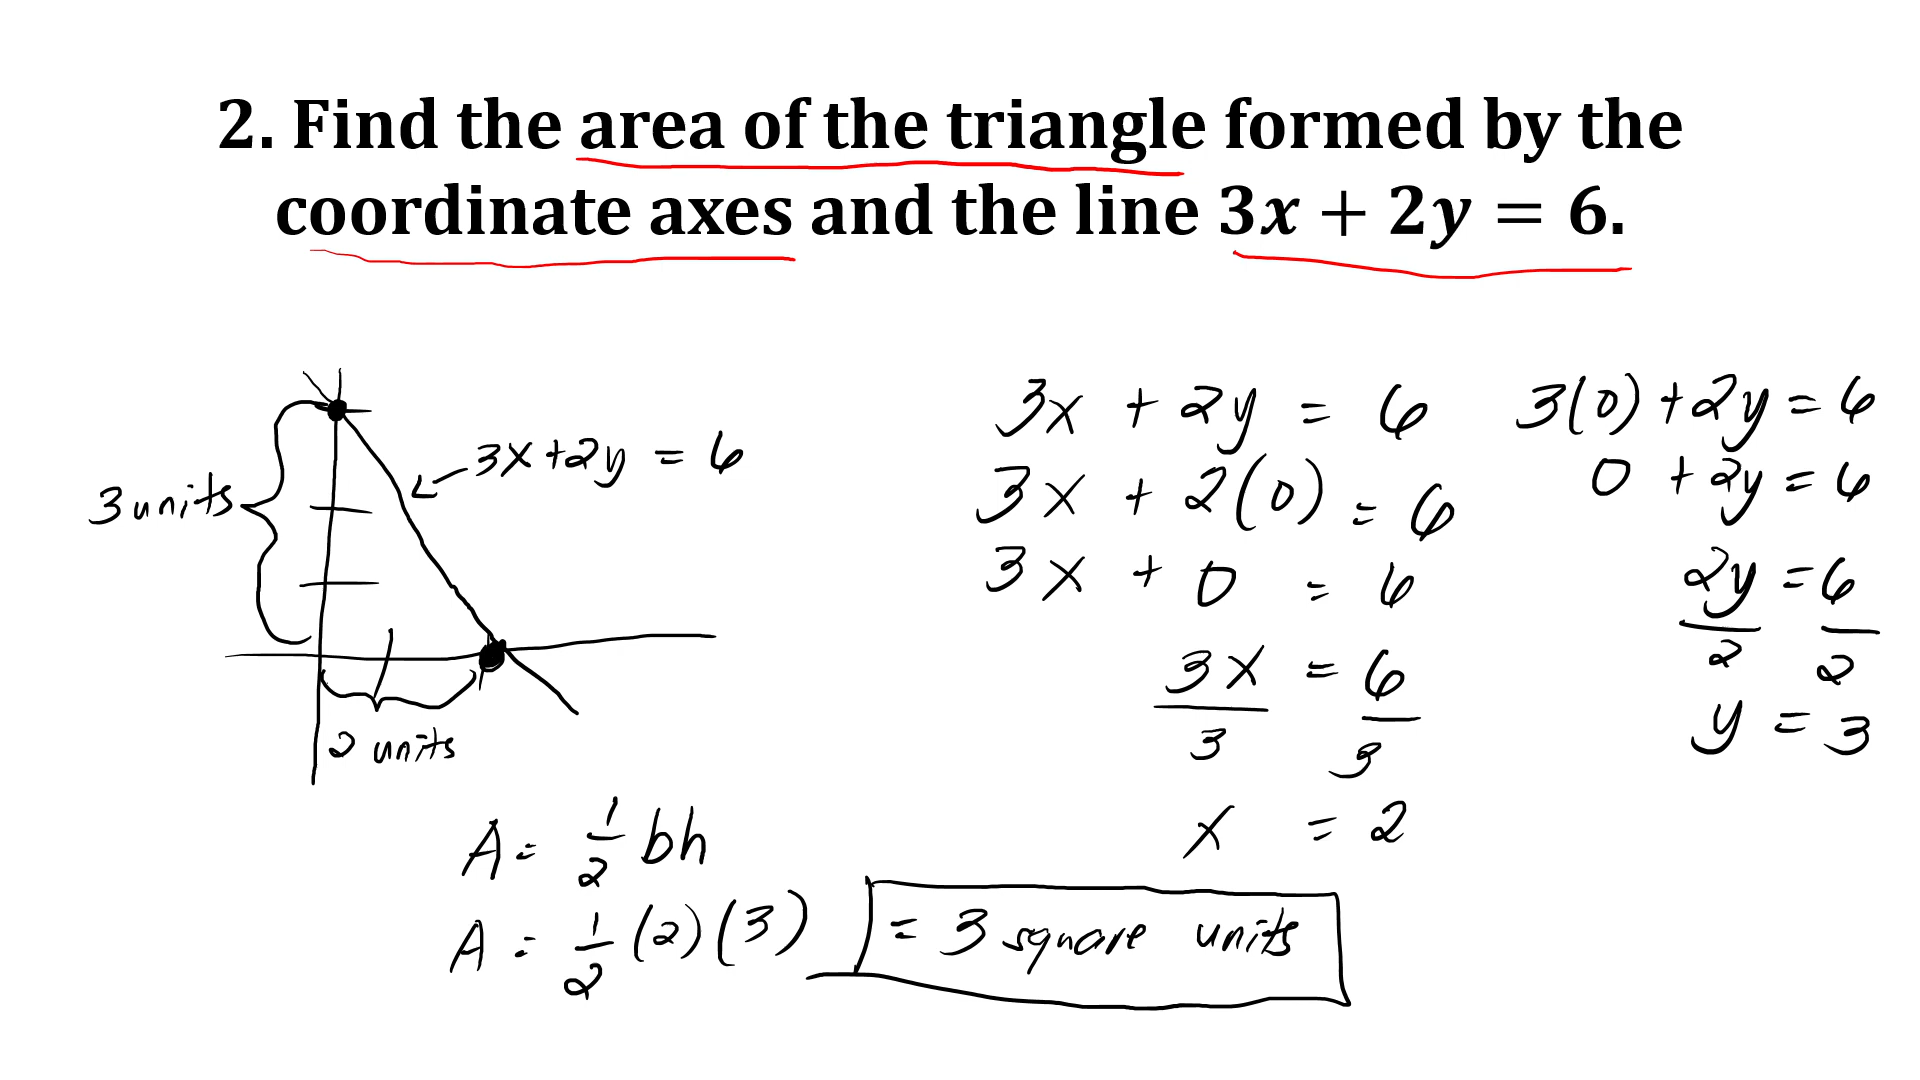 2. Find the area of the triangle formed by the
coordinate axes and the line 3x + 2y = 6.
3 units
3x+2y = 6
2 units
A = 1/2 bh
A = 1/2 (2)(3) = 3 square units
3x + 2y = 6
3x + 2(0) = 6
3x + 0 = 6
3x/3 = 6/3
x = 2
3(0) + 2y = 6
0 + 2y = 6
2y/2 = 6/2
y = 3